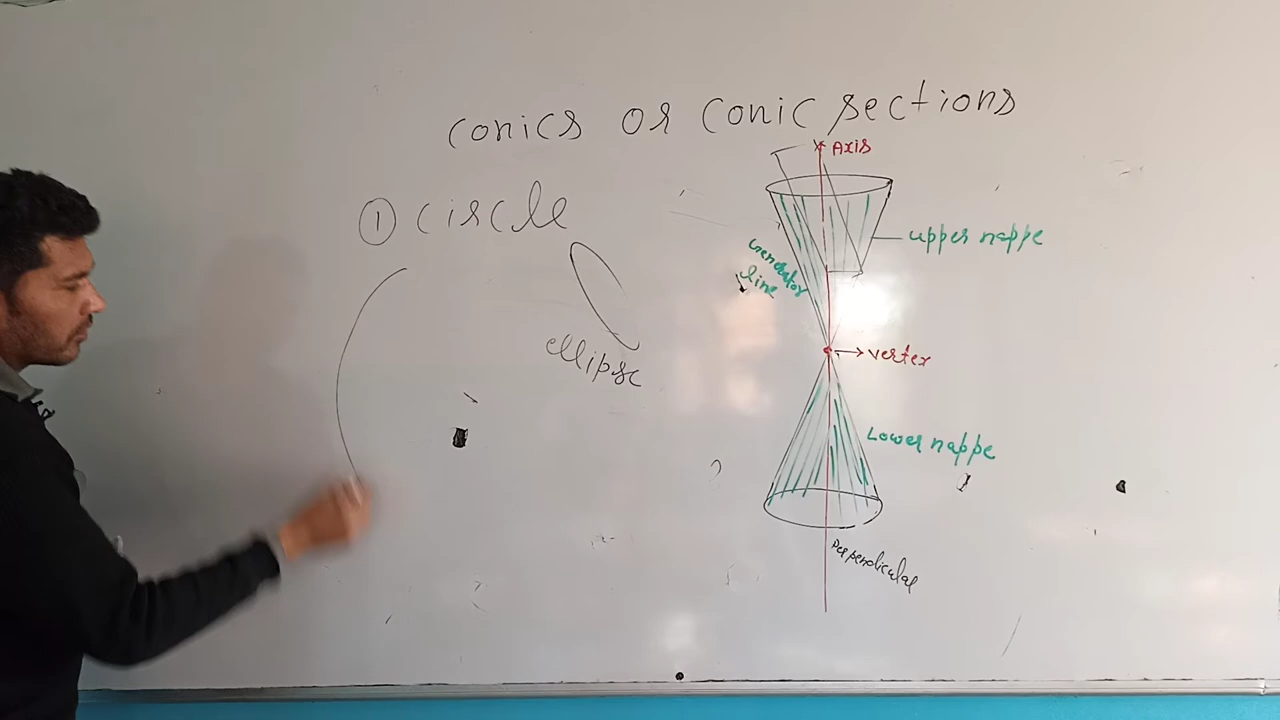 conics or conic sections
Axis
① circle
upper nappe
Generator
line
ellipse
vertex
Lower nappe
Perpendicular